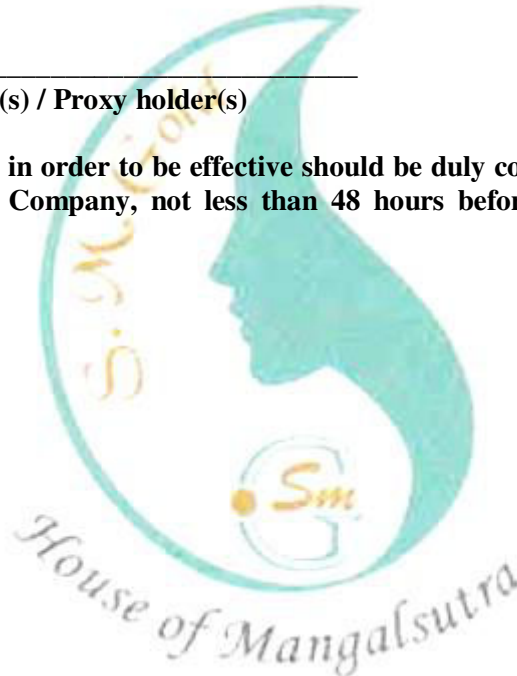 (s) / Proxy holder(s)
in order to be effective should be duly co
Company, not less than 48 hours befor
S. M. Gold
Sm
G
House of Mangalsutra